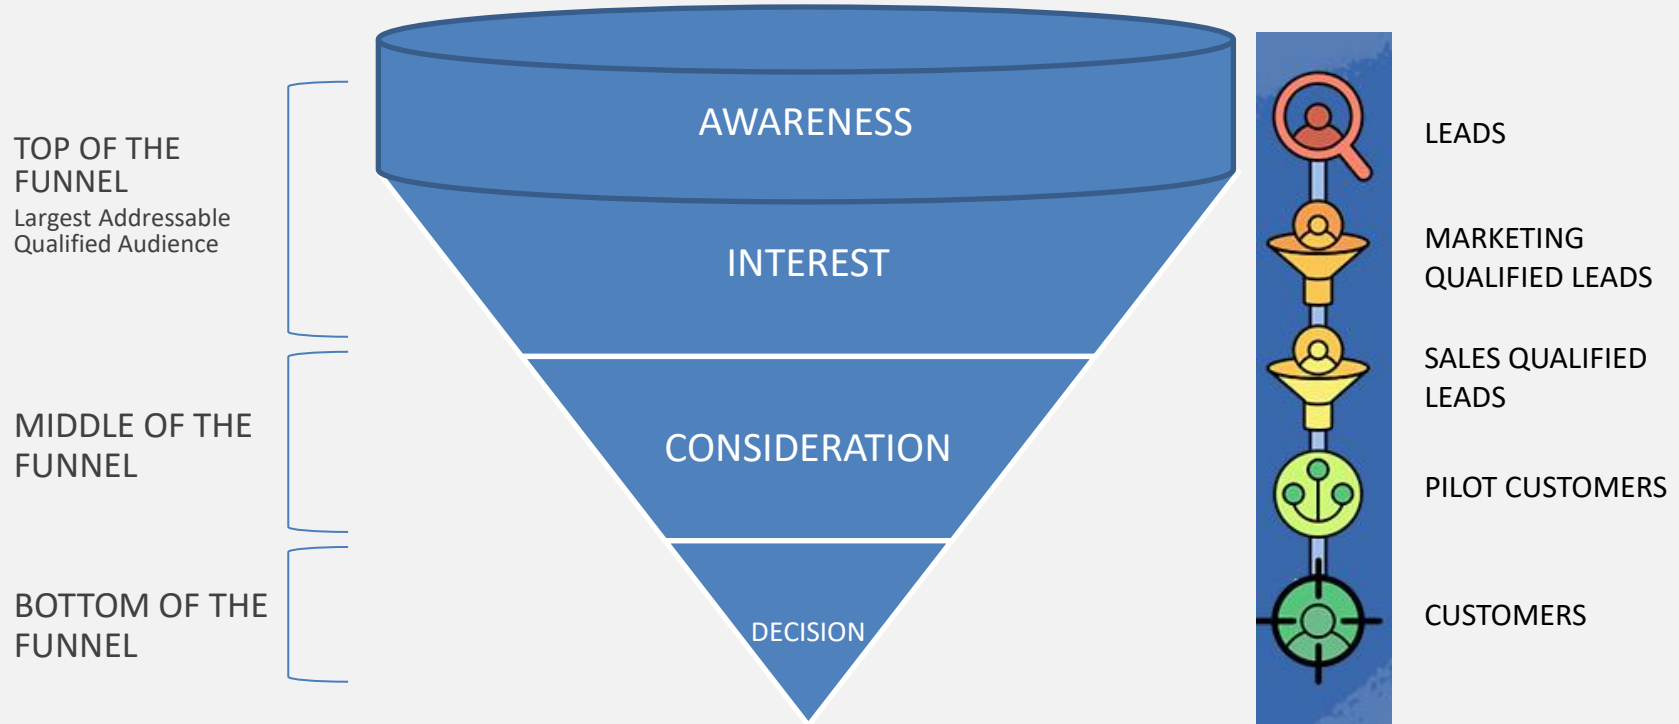 TOP OF THE
FUNNEL
Largest Addressable
Qualified Audience
MIDDLE OF THE
FUNNEL
BOTTOM OF THE
FUNNEL
AWARENESS
INTEREST
CONSIDERATION
DECISION
LEADS
MARKETING
QUALIFIED LEADS
SALES QUALIFIED
LEADS
PILOT CUSTOMERS
CUSTOMERS